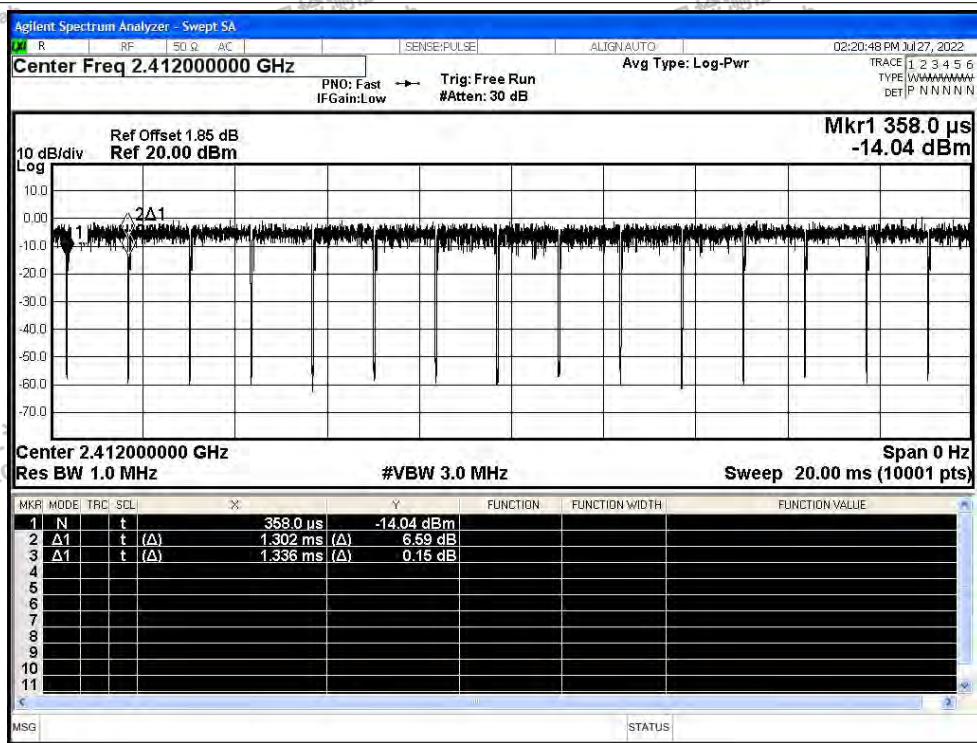 Agilent Spectrum Analyzer - Swept SA
LXI R RF 50 Ω AC SENSE:PULSE ALIGN AUTO 02:20:48 PM Jul 27, 2022
Center Freq 2.412000000 GHz
PNO: Fast
IFGain:Low
Trig: Free Run
#Atten: 30 dB
Avg Type: Log-Pwr
TRACE 1 2 3 4 5 6
TYPE WWWWWW
DET P N N N N N
Ref Offset 1.85 dB
Ref 20.00 dBm
10 dB/div
Log
Mkr1 358.0 µs
-14.04 dBm
10.0
0.00
-10.0
-20.0
-30.0
-40.0
-50.0
-60.0
-70.0
2Δ1
1
Center 2.412000000 GHz Span 0 Hz
Res BW 1.0 MHz #VBW 3.0 MHz Sweep 20.00 ms (10001 pts)
MKR MODE TRC SCL X Y FUNCTION FUNCTION WIDTH FUNCTION VALUE
1 N t 358.0 µs -14.04 dBm
2 Δ1 t (Δ) 1.302 ms (Δ) 6.59 dB
3 Δ1 t (Δ) 1.336 ms (Δ) 0.15 dB
4
5
6
7
8
9
10
11
MSG STATUS